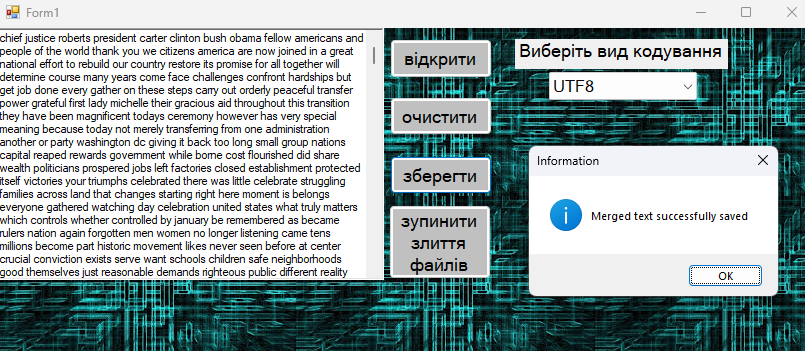 Form1
chief justice roberts president carter clinton bush obama fellow americans and
people of the world thank you we citizens america are now joined in a great
national effort to rebuild our country restore its promise for all together will
determine course many years come face challenges confront hardships but
get job done every gather on these steps carry out orderly peaceful transfer
power grateful first lady michelle their gracious aid throughout this transition
they have been magnificent todays ceremony however has very special
meaning because today not merely transferring from one administration
another or party washington dc giving it back too long small group nations
capital reaped rewards government while borne cost flourished did share
wealth politicians prospered jobs left factories closed establishment protected
itself victories your triumphs celebrated there was little celebrate struggling
families across land that changes starting right here moment is belongs
everyone gathered watching day celebration united states what truly matters
which controls whether controlled by january be remembered as became
rulers nation again forgotten men women no longer listening came tens
millions become part historic movement likes never seen before at center
crucial conviction exists serve want schools children safe neighborhoods
good themselves just reasonable demands righteous public different reality
відкрити
очистити
зберегти
зупинити
злиття
файлів
Виберіть вид кодування
UTF8
Information
Merged text successfully saved
OK